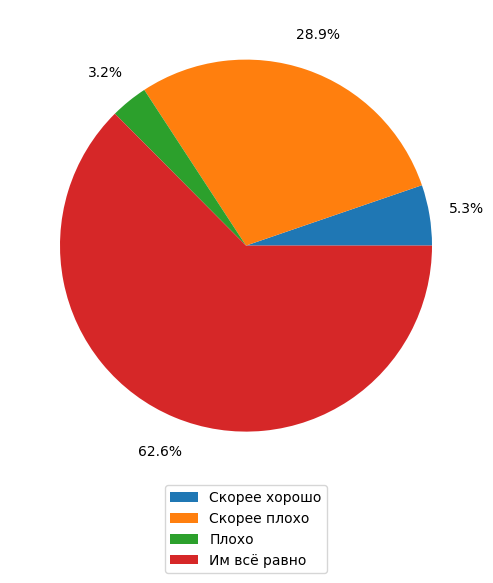 28.9%
3.2%
5.3%
62.6%
Скорее хорошо
Скорее плохо
Плохо
Им всё равно